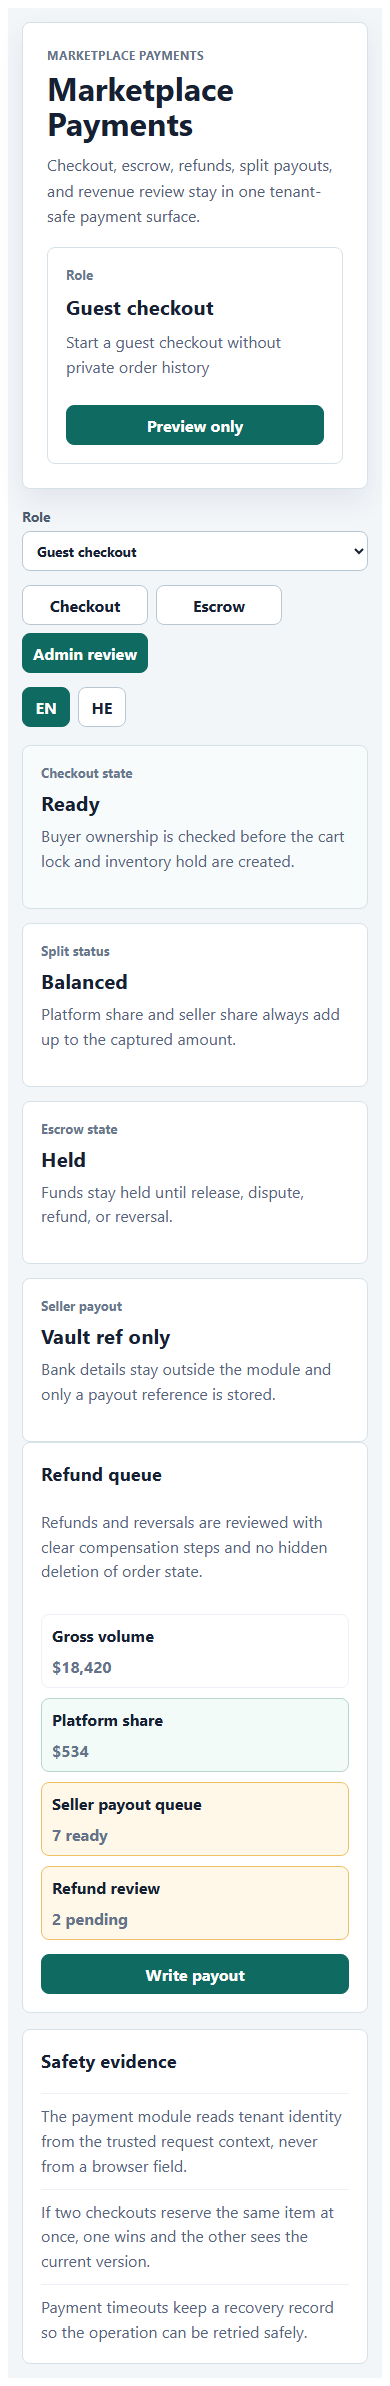 MARKETPLACE PAYMENTS
Marketplace
Payments
Checkout, escrow, refunds, split payouts,
and revenue review stay in one tenant-
safe payment surface.
Role
Guest checkout
Start a guest checkout without
private order history
Preview only
Role
Guest checkout
Checkout
Escrow
Admin review
EN
HE
Checkout state
Ready
Buyer ownership is checked before the cart
lock and inventory hold are created.
Split status
Balanced
Platform share and seller share always add
up to the captured amount.
Escrow state
Held
Funds stay held until release, dispute,
refund, or reversal.
Seller payout
Vault ref only
Bank details stay outside the module and
only a payout reference is stored.
Refund queue
Refunds and reversals are reviewed with
clear compensation steps and no hidden
deletion of order state.
Gross volume
$18,420
Platform share
$534
Seller payout queue
7 ready
Refund review
2 pending
Write payout
Safety evidence
The payment module reads tenant identity
from the trusted request context, never
from a browser field.
If two checkouts reserve the same item at
once, one wins and the other sees the
current version.
Payment timeouts keep a recovery record
so the operation can be retried safely.